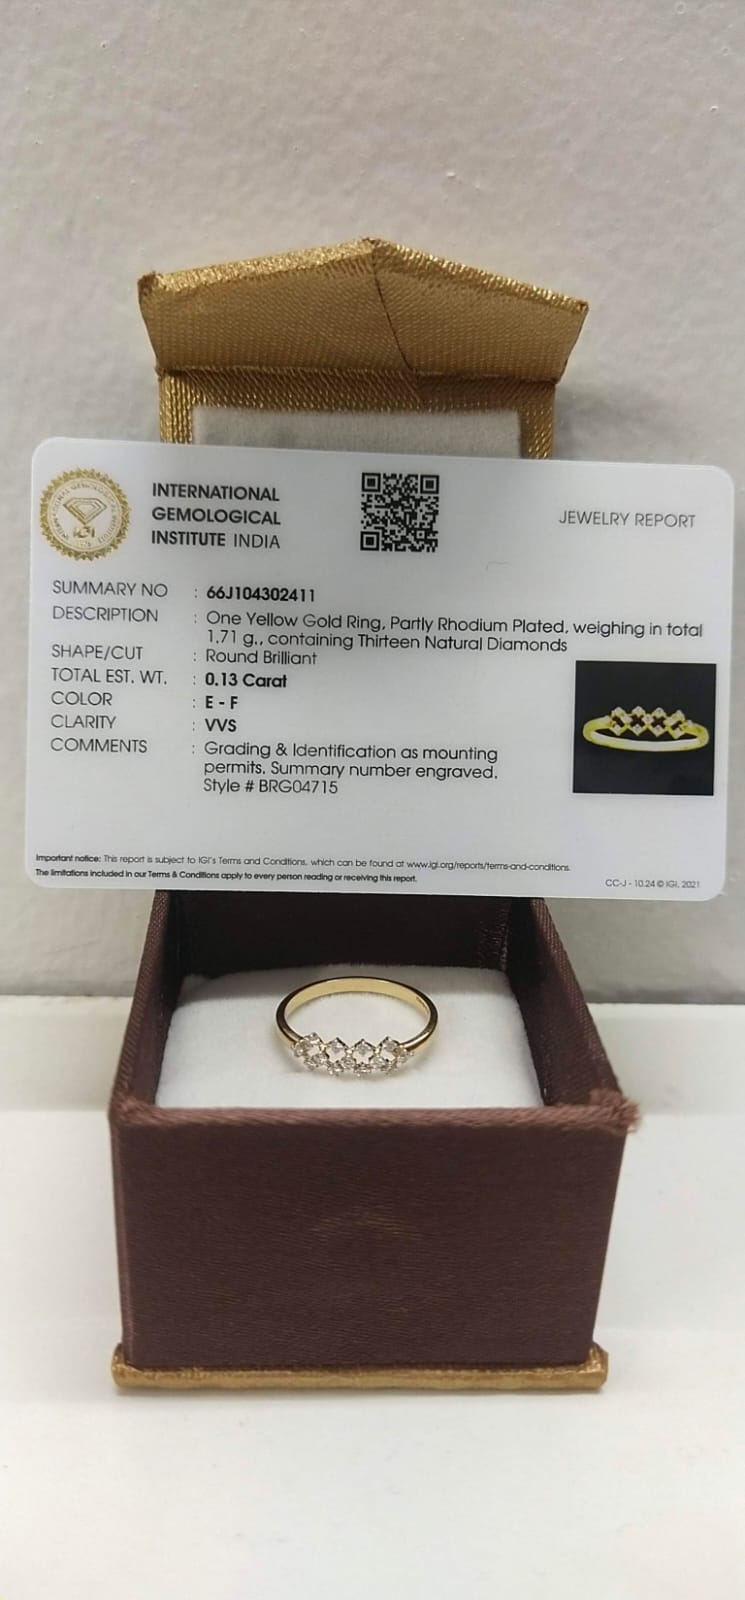 INTERNATIONAL
GEMOLOGICAL
INSTITUTE INDIA
JEWELRY REPORT
SUMMARY NO : 66J104302411
DESCRIPTION : One Yellow Gold Ring, Partly Rhodium Plated, weighing in total
1.71 g., containing Thirteen Natural Diamonds
SHAPE/CUT : Round Brilliant
TOTAL EST. WT. : 0.13 Carat
COLOR : E - F
CLARITY : VVS
COMMENTS : Grading & Identification as mounting
permits. Summary number engraved.
Style # BRG04715
Important notice: This report is subject to IGI's Terms and Conditions, which can be found at www.igi.org/reports/terms-and-conditions.
The limitations included in our Terms & Conditions apply to every person reading or receiving this report.
CC-J - 10.24 © IGI, 2021
IGI